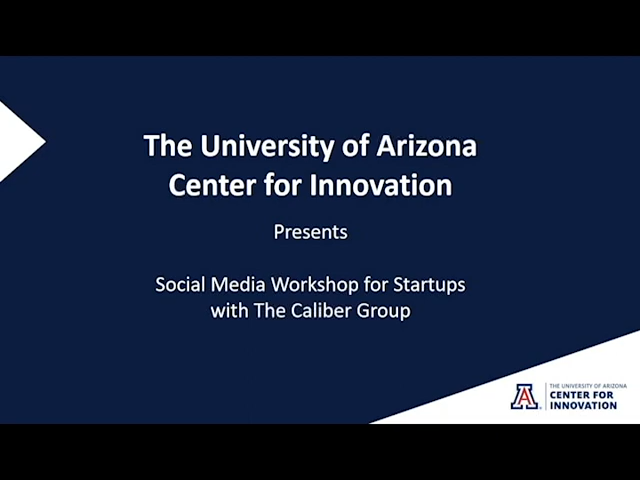 The University of Arizona
Center for Innovation
Presents
Social Media Workshop for Startups
with The Caliber Group
A
THE UNIVERSITY OF ARIZONA
CENTER FOR
INNOVATION